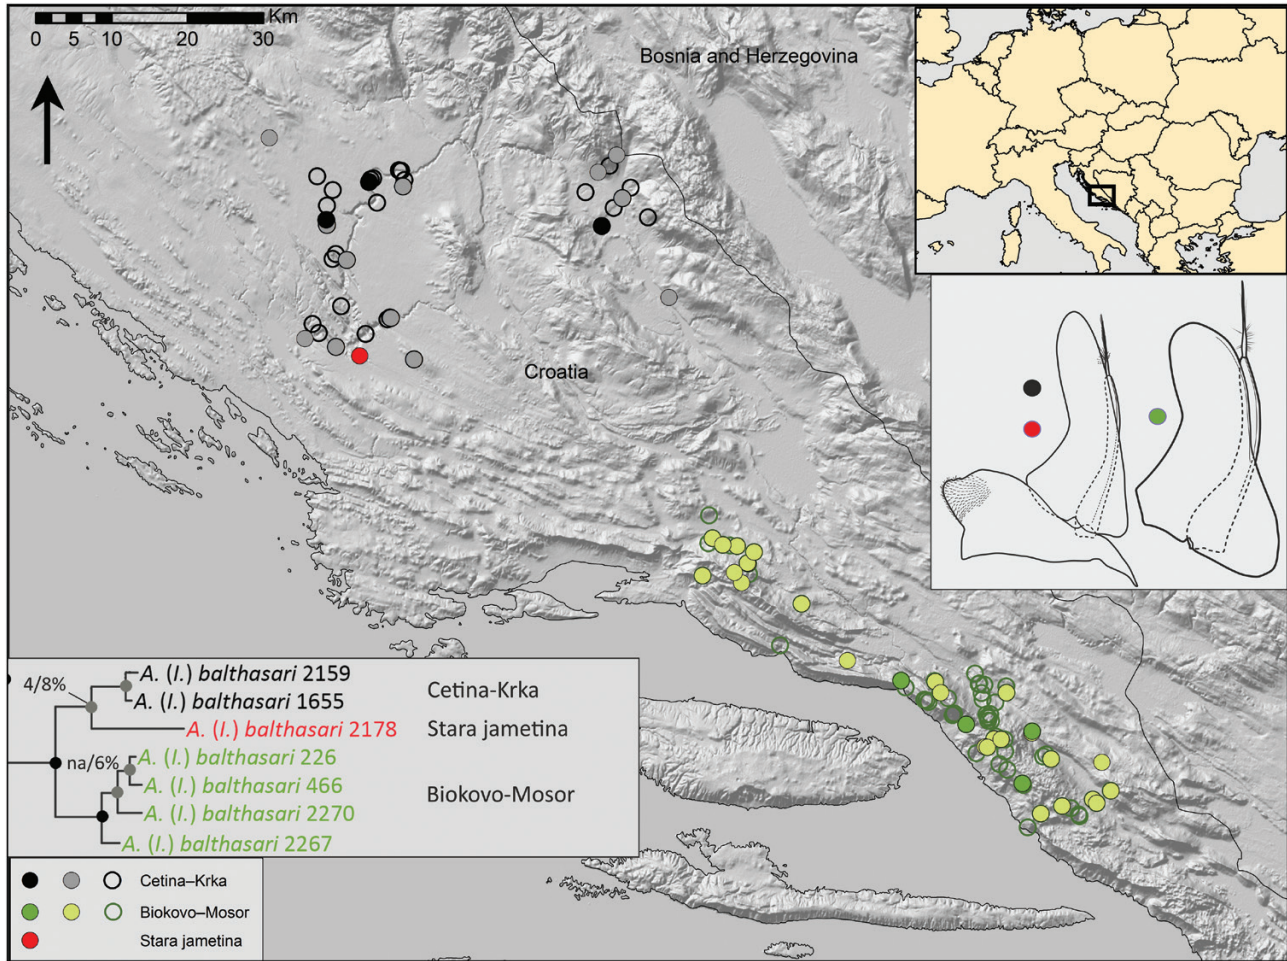 Km
0 5 10 20 30
Bosnia and Herzegovina
Croatia
4/8%
A. (I.) balthasari 2159
A. (I.) balthasari 1655
Cetina-Krka
A. (I.) balthasari 2178
Stara jametina
na/6%
A. (I.) balthasari 226
A. (I.) balthasari 466
A. (I.) balthasari 2270
A. (I.) balthasari 2267
Biokovo-Mosor
Cetina–Krka
Biokovo–Mosor
Stara jametina